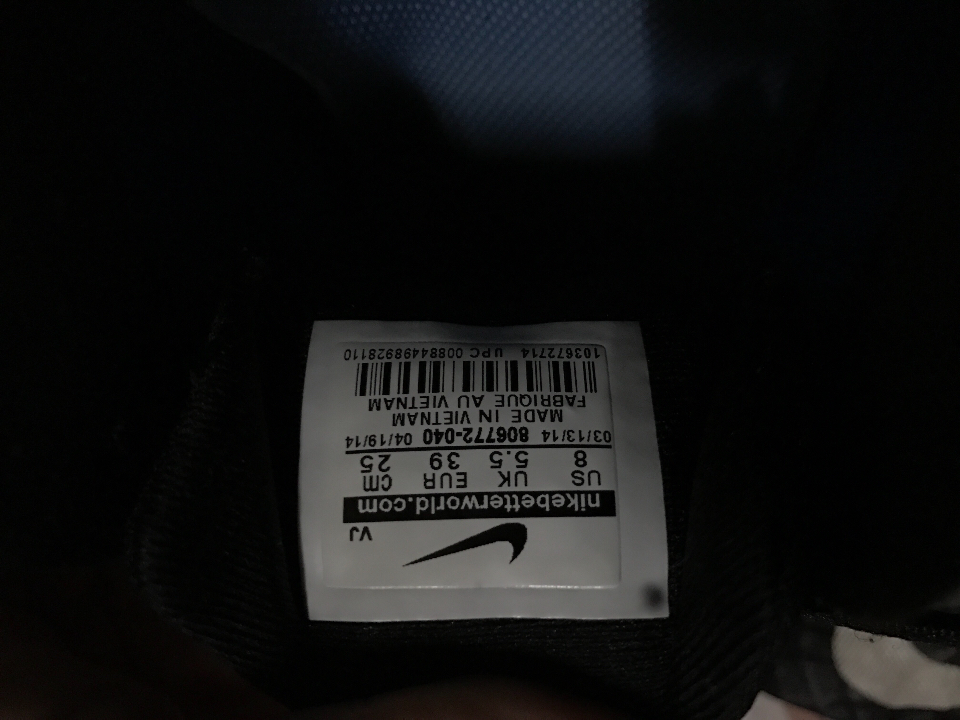 VJ
nikebetterworld.com
US UK EUR cm
8 5.5 39 25
03/13/14 806772-040 04/19/14
MADE IN VIETNAM
FABRIQUE AU VIETNAM
103672714 UPC 00884498928110